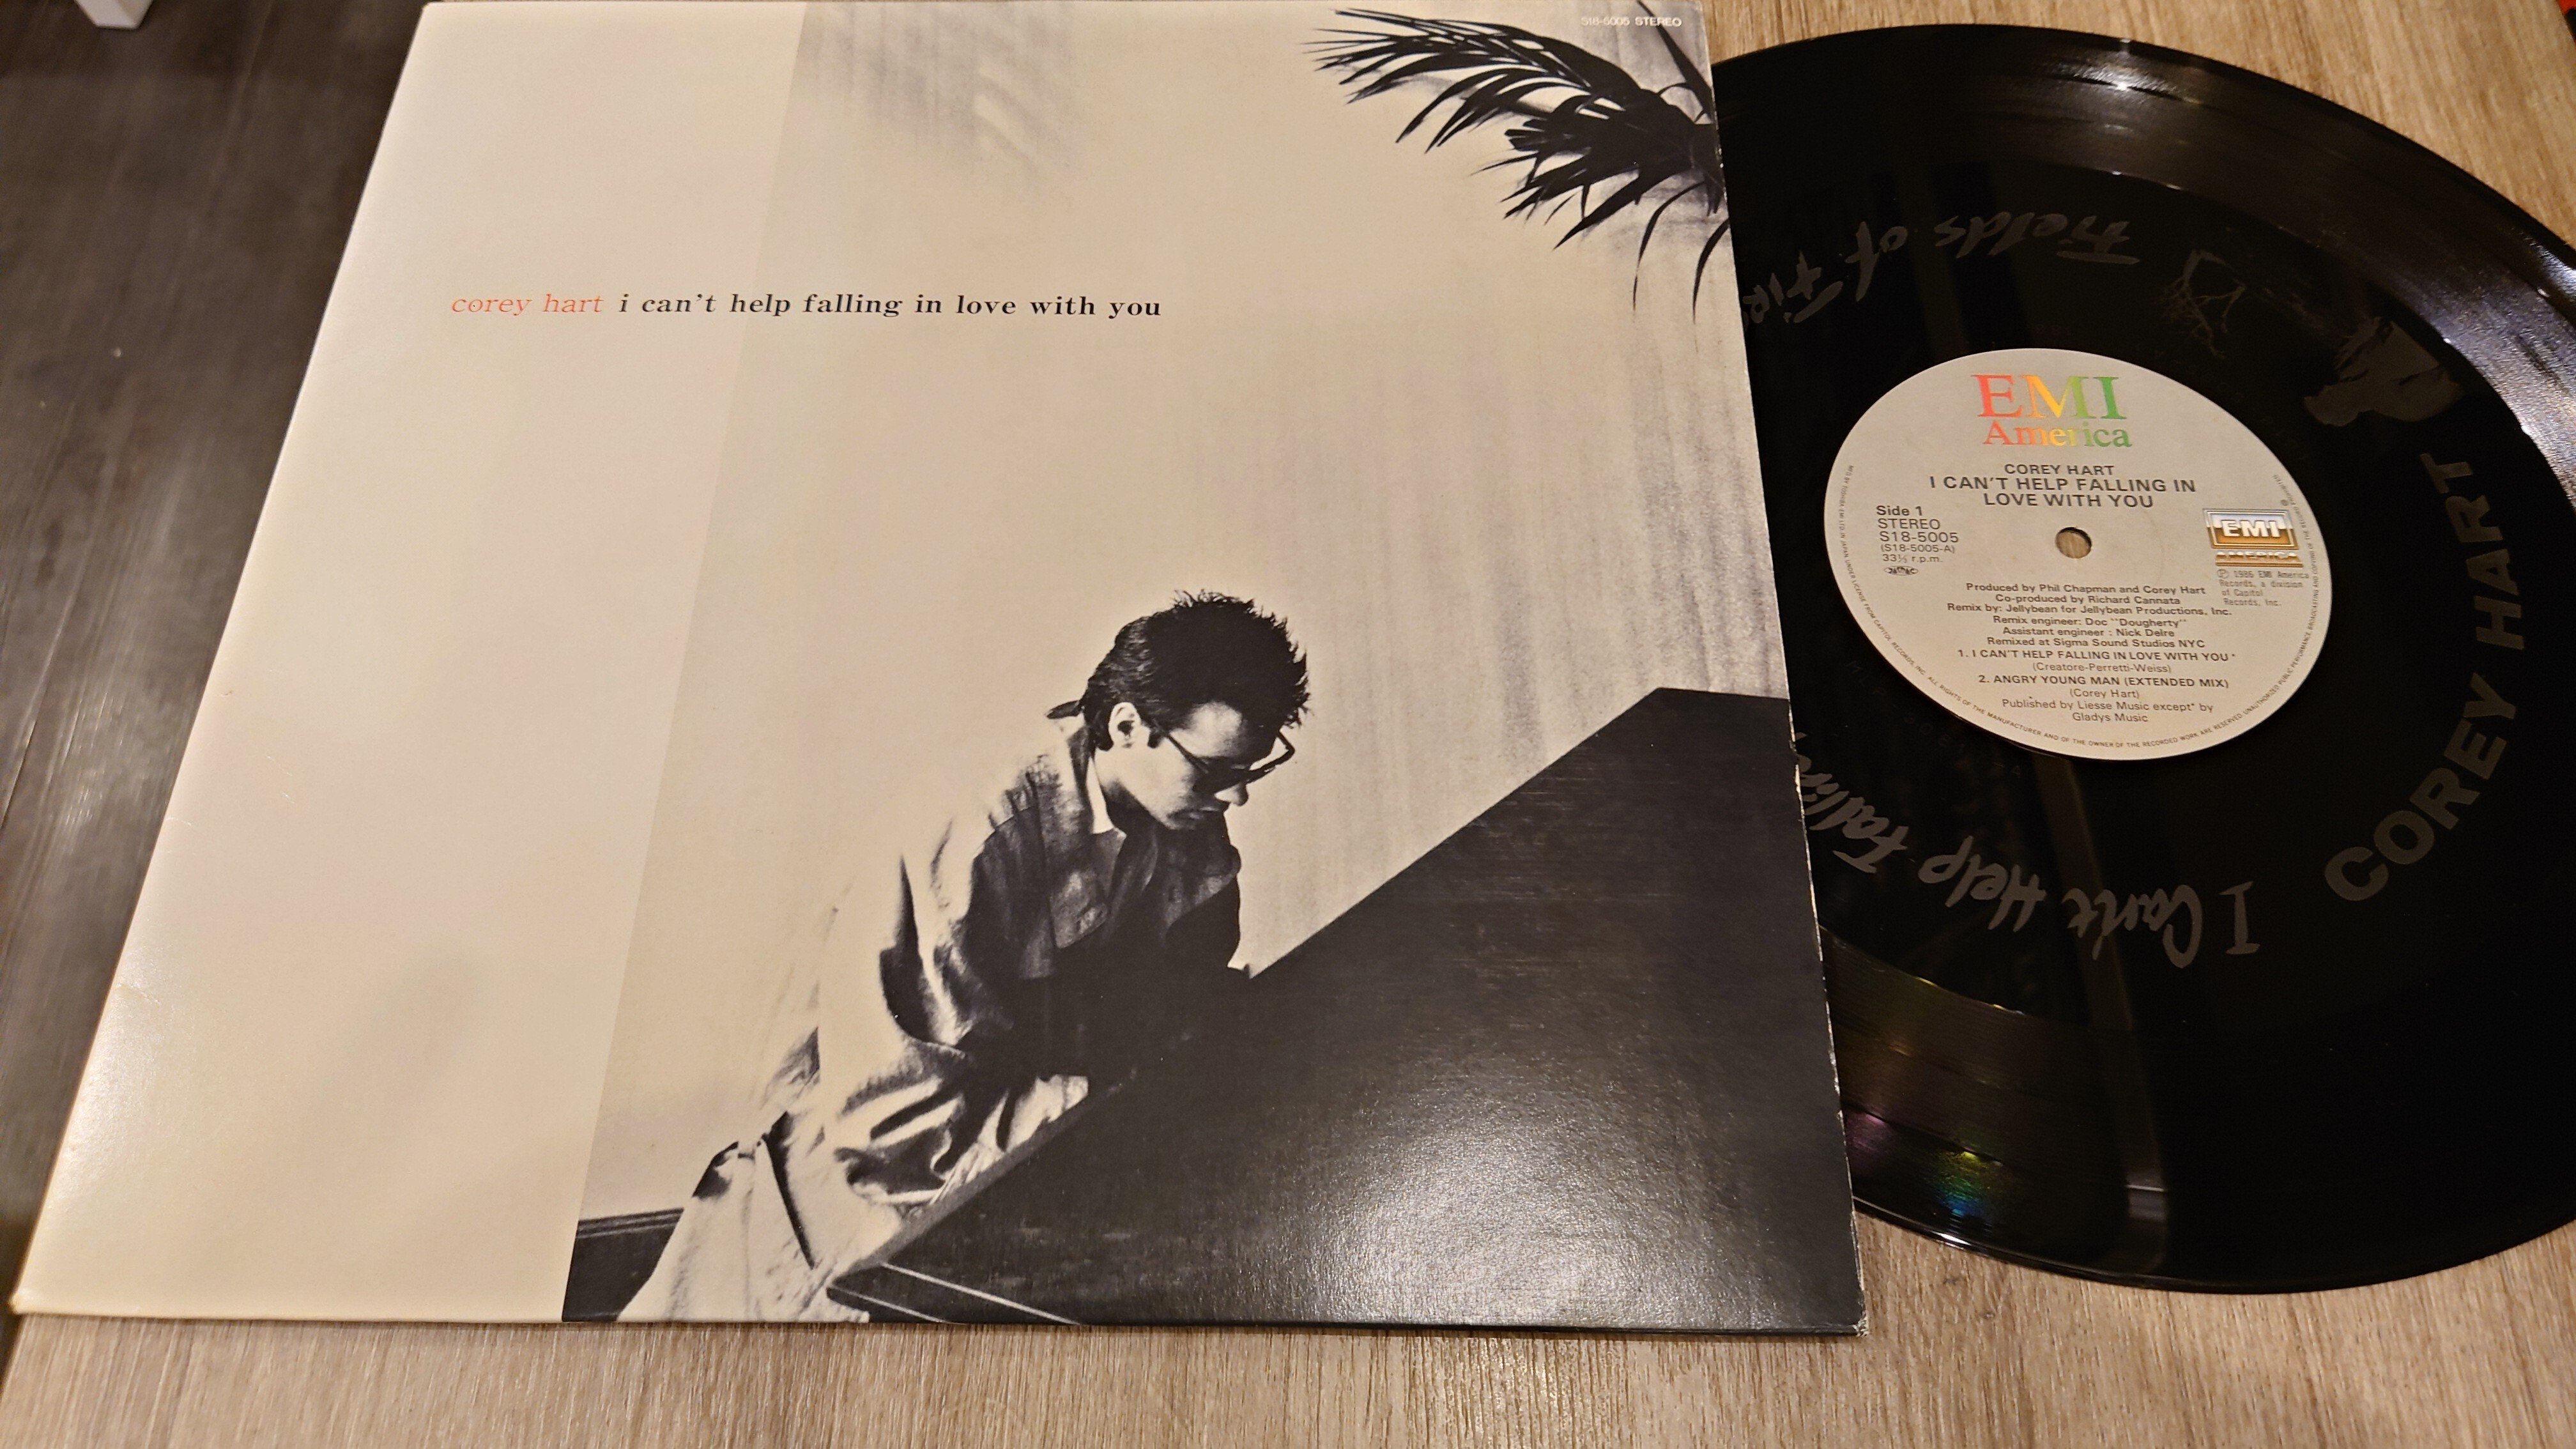 S18-5005 STEREO
corey hart i can't help falling in love with you
Fields of Fir
EMI
America
COREY HART
I CAN'T HELP FALLING IN
LOVE WITH YOU
Side 1
STEREO
S18-5005
(S18-5005-A)
33⅓ r.p.m.
EMI
AMERICA
Ⓟ 1986 EMI America
Records, a division
of Capitol
Records, Inc.
Produced by Phil Chapman and Corey Hart
Co-produced by Richard Cannata
Remix by: Jellybean for Jellybean Productions, Inc.
Remix engineer: Doc "Dougherty"
Assistant engineer : Nick Delre
Remixed at Sigma Sound Studios NYC
1. I CAN'T HELP FALLING IN LOVE WITH YOU*
(Creatore-Perretti-Weiss)
2. ANGRY YOUNG MAN (EXTENDED MIX)
(Corey Hart)
Published by Liesse Music except* by
Gladys Music
COREY HART
I Can't Help Falling